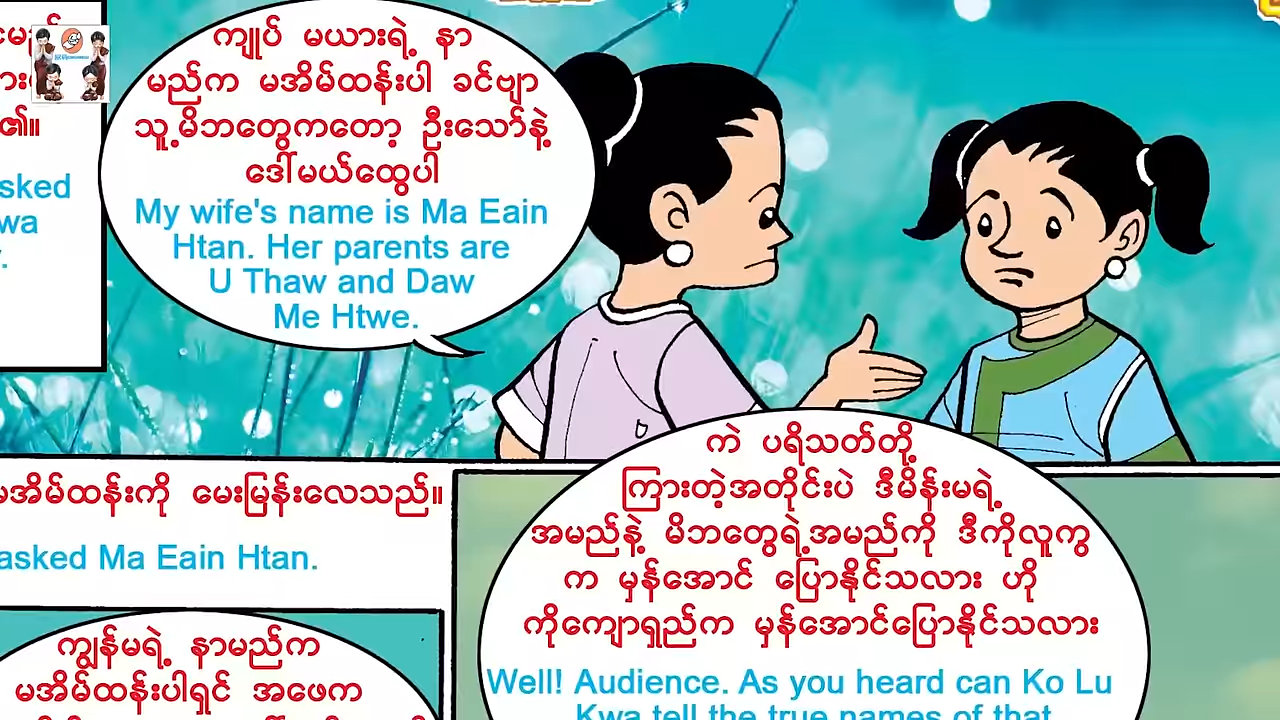 ၏။
sked
ကျုပ် မယားရဲ့ နာ
မည်က မအိမ်ထန်းပါ ခင်ဗျာ
သူ့မိဘတွေကတော့ ဦးသော်နဲ့
ဒေါ်မယ်ထွေပါ
My wife's name is Ma Eain
Htan. Her parents are
U Thaw and Daw
Me Htwe.
မအိမ်ထန်းကို မေးမြန်းလေသည်။
asked Ma Eain Htan.
ကဲ ပရိသတ်တို့
ကြားတဲ့အတိုင်းပဲ ဒီမိန်းမရဲ့
အမည်နဲ့ မိဘတွေရဲ့အမည်ကို ဒီကိုလူကွ
က မှန်အောင် ပြောနိုင်သလား ဟို
ကိုကျောရှည်က မှန်အောင်ပြောနိုင်သလား
Well! Audience. As you heard can Ko Lu
Kwa tell the true names of that
ကျွန်မရဲ့ နာမည်က
မအိမ်ထန်းပါရှင် အဖေက